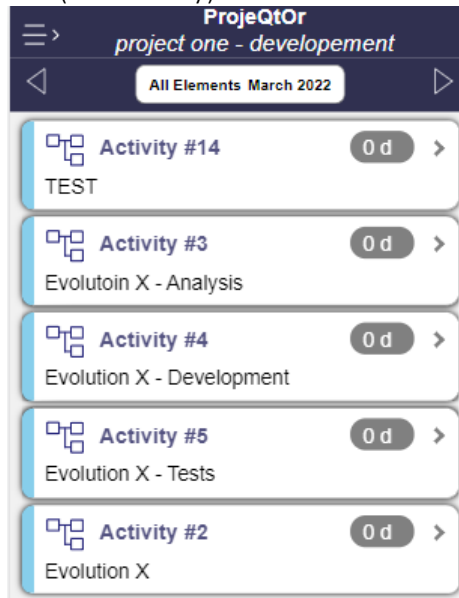 ProjeQtOr
project one - developement
All Elements March 2022
Activity #14 0 d
TEST
Activity #3 0 d
Evolutoin X - Analysis
Activity #4 0 d
Evolution X - Development
Activity #5 0 d
Evolution X - Tests
Activity #2 0 d
Evolution X